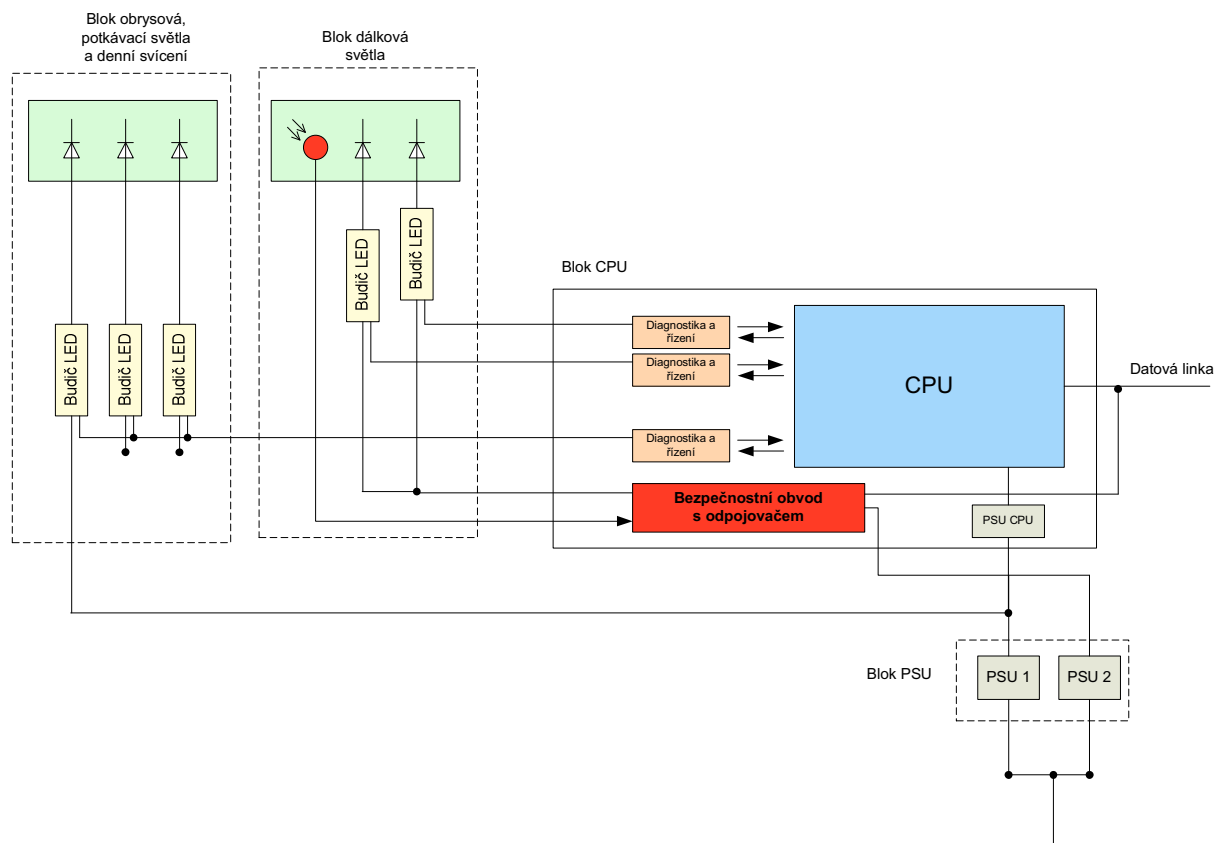 Blok obrysová,
potkávací světla
a denní svícení
Blok dálková
světla
Budič LED
Budič LED
Budič LED
Budič LED
Budič LED
Blok CPU
Diagnostika a
řízení
Diagnostika a
řízení
Diagnostika a
řízení
CPU
Datová linka
Bezpečnostní obvod
s odpojovačem
PSU CPU
Blok PSU
PSU 1
PSU 2